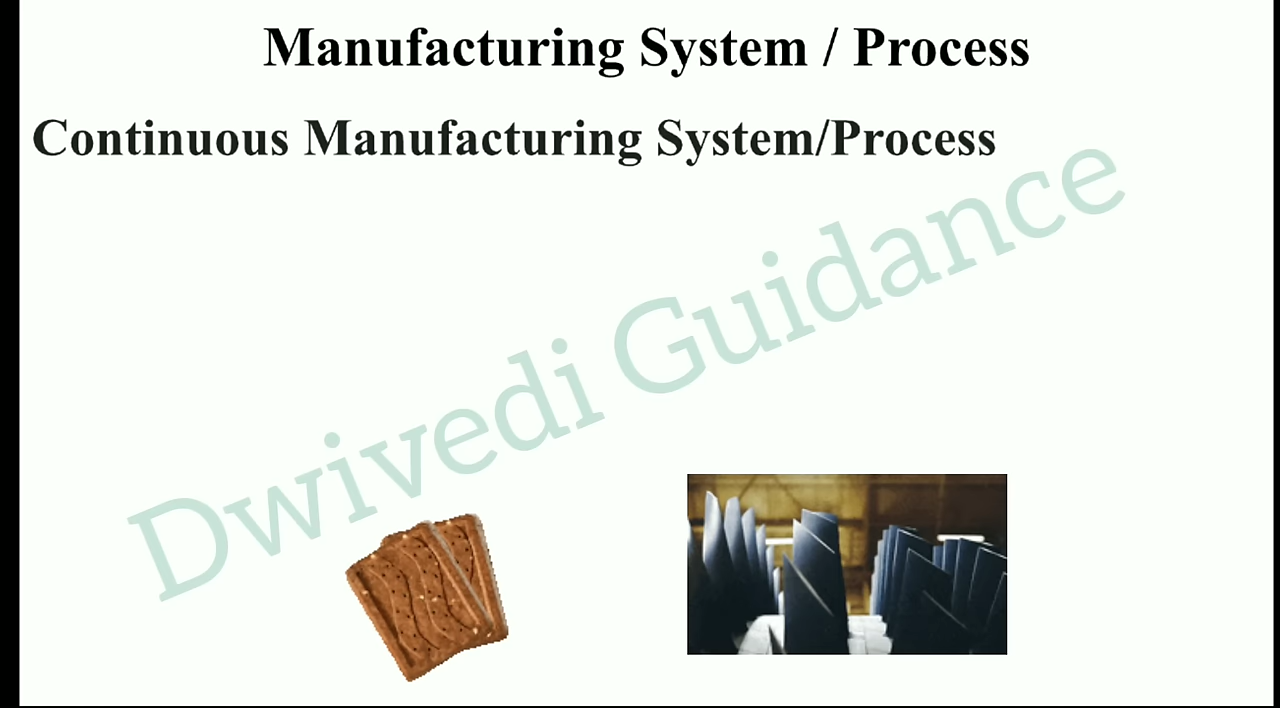 Manufacturing System / Process
Continuous Manufacturing System/Process
Dwivedi Guidance